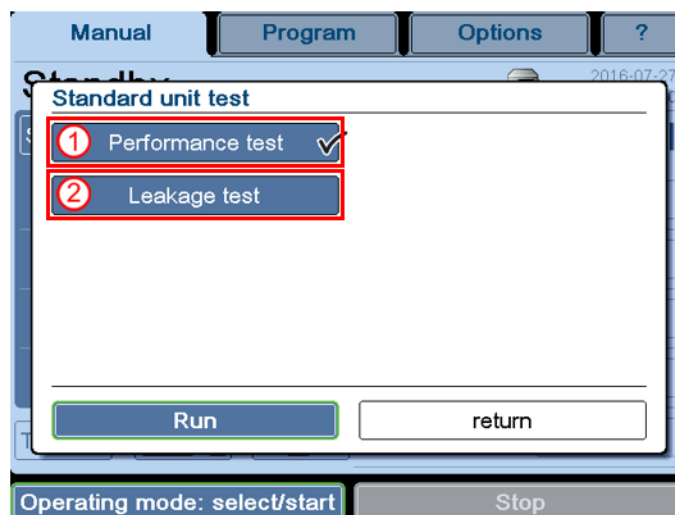 Manual Program Options ?
Standby
2016-07-27
Standard unit test
1 Performance test
2 Leakage test
Run return
Operating mode: select/start Stop